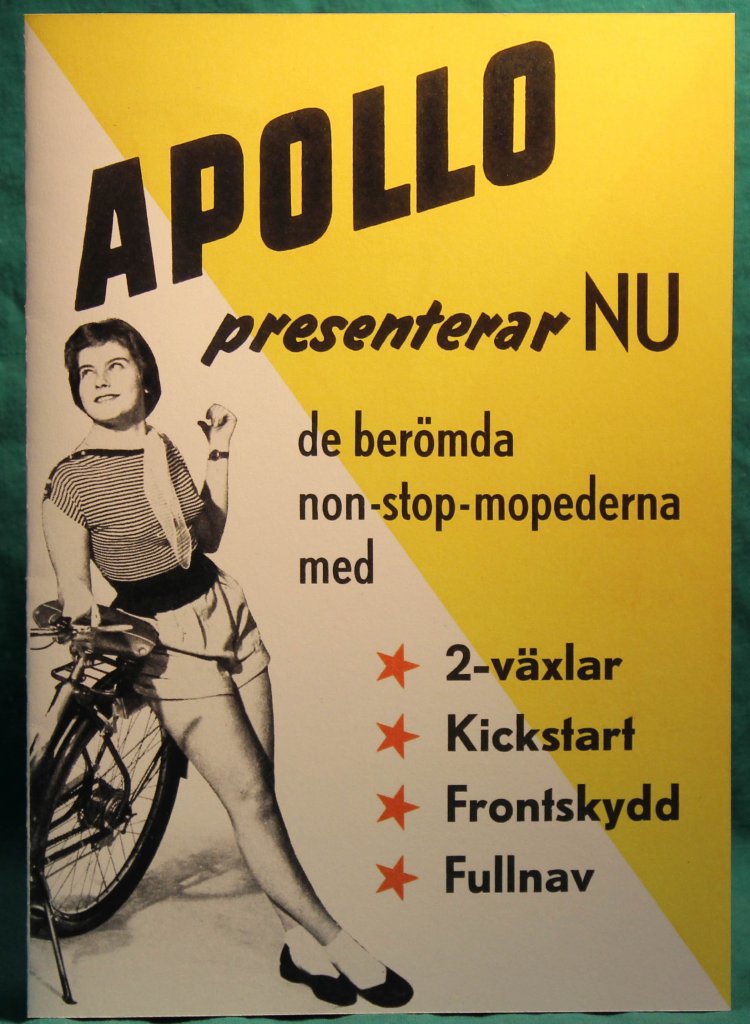 APOLLO
presenterar NU
de berömda
non-stop-mopederna
med
2-växlar
Kickstart
Frontskydd
Fullnav